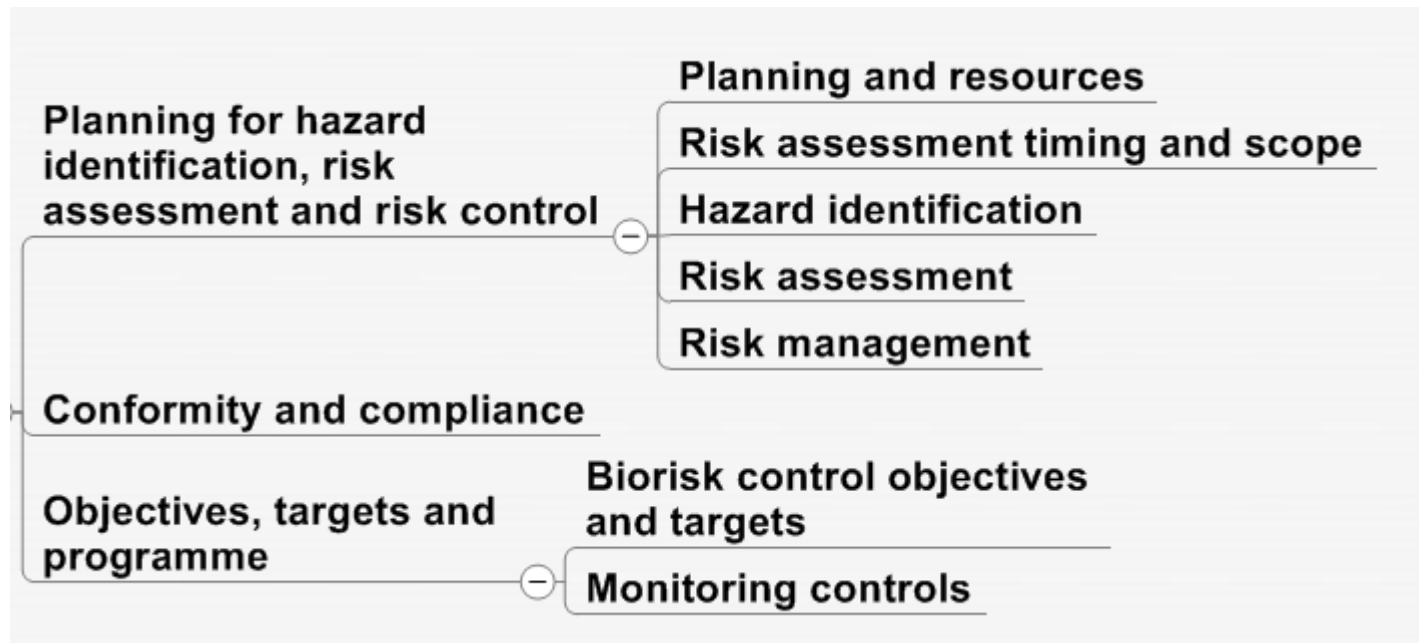 Planning for hazard
identification, risk
assessment and risk control
Planning and resources
Risk assessment timing and scope
Hazard identification
Risk assessment
Risk management
Conformity and compliance
Objectives, targets and
programme
Biorisk control objectives
and targets
Monitoring controls